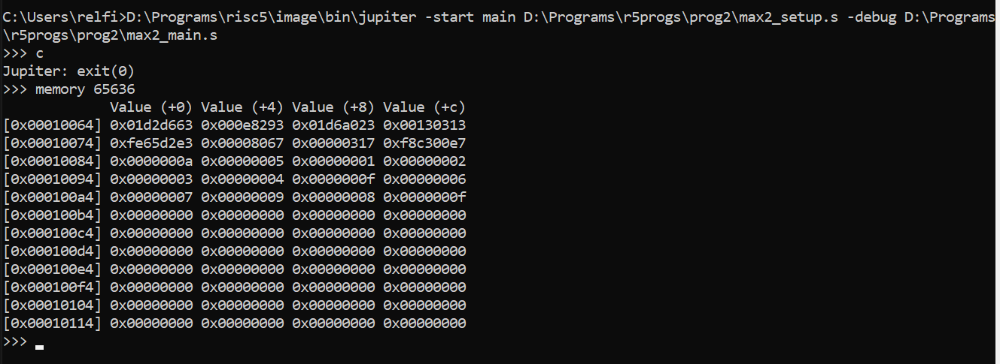 C:\Users\relfi>D:\Programs\risc5\image\bin\jupiter -start main D:\Programs\r5progs\prog2\max2_setup.s -debug D:\Programs
\r5progs\prog2\max2_main.s
>>> c
Jupiter: exit(0)
>>> memory 65636
             Value (+0) Value (+4) Value (+8) Value (+c)
[0x00010064] 0x01d2d663 0x000e8293 0x01d6a023 0x00130313
[0x00010074] 0xfe65d2e3 0x00008067 0x00000317 0xf8c300e7
[0x00010084] 0x0000000a 0x00000005 0x00000001 0x00000002
[0x00010094] 0x00000003 0x00000004 0x0000000f 0x00000006
[0x000100a4] 0x00000007 0x00000009 0x00000008 0x0000000f
[0x000100b4] 0x00000000 0x00000000 0x00000000 0x00000000
[0x000100c4] 0x00000000 0x00000000 0x00000000 0x00000000
[0x000100d4] 0x00000000 0x00000000 0x00000000 0x00000000
[0x000100e4] 0x00000000 0x00000000 0x00000000 0x00000000
[0x000100f4] 0x00000000 0x00000000 0x00000000 0x00000000
[0x00010104] 0x00000000 0x00000000 0x00000000 0x00000000
[0x00010114] 0x00000000 0x00000000 0x00000000 0x00000000
>>>